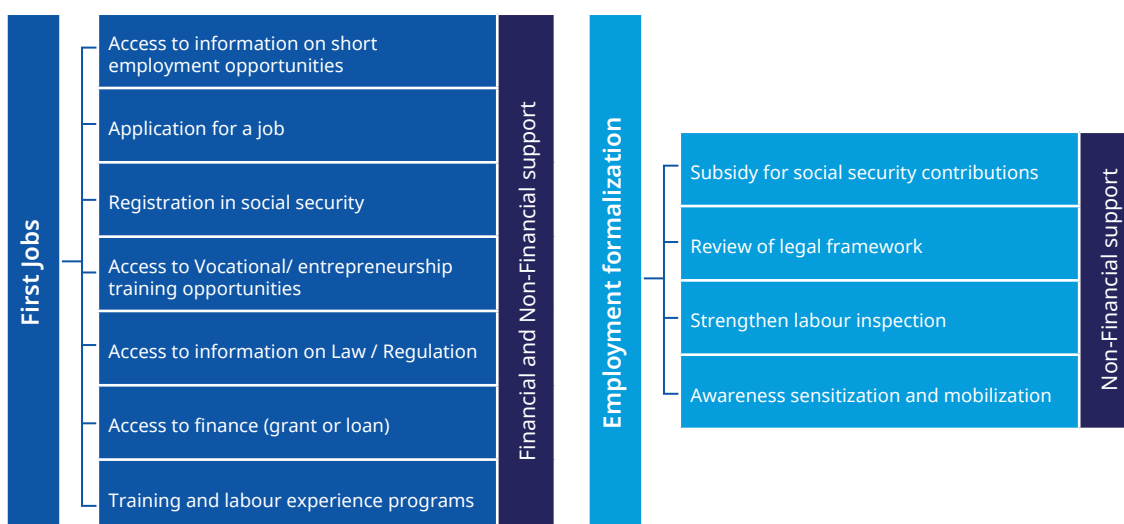 First Jobs
Access to information on short
employment opportunities
Application for a job
Registration in social security
Access to Vocational/ entrepreneurship
training opportunities
Access to information on Law / Regulation
Access to finance (grant or loan)
Training and labour experience programs
Financial and Non-Financial support
Employment formalization
Subsidy for social security contributions
Review of legal framework
Strengthen labour inspection
Awareness sensitization and mobilization
Non-Financial support